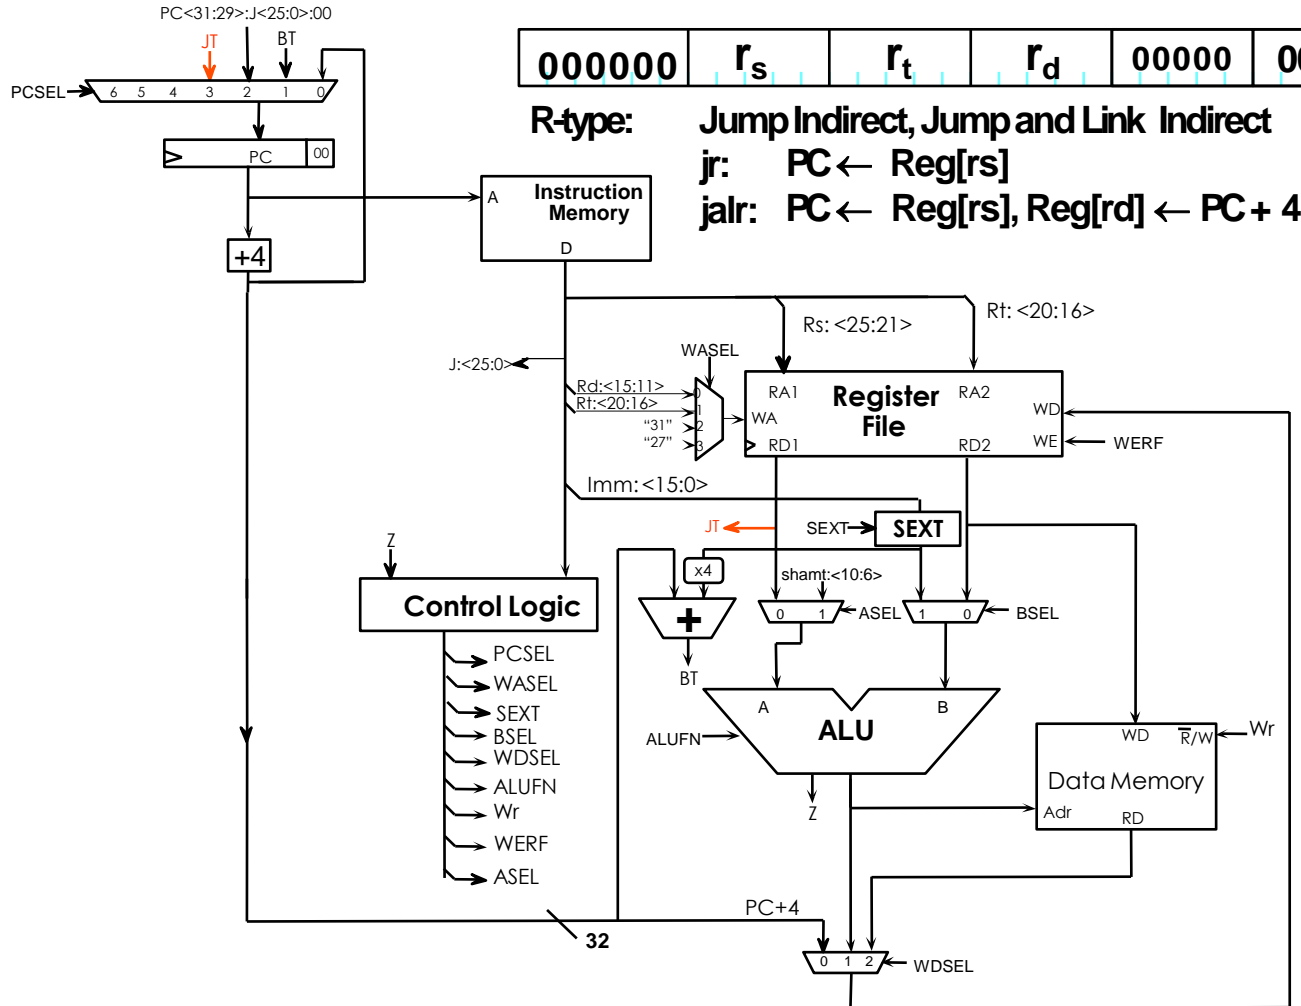 PC<31:29>:J<25:0>:00
JT
BT
PCSEL
6 5 4 3 2 1 0
PC
00
+4
000000 rs rt rd 00000
R-type: Jump Indirect, Jump and Link Indirect
jr: PC ← Reg[rs]
jalr: PC ← Reg[rs], Reg[rd] ← PC + 4
A
Instruction
Memory
D
Rs: <25:21>
Rt: <20:16>
J:<25:0>
WASEL
Rd:<15:11>
Rt:<20:16>
"31"
"27"
0
1
2
3
RA1
RA2
Register
File
WA
WD
RD1
RD2
WE
WERF
Imm: <15:0>
JT
SEXT
SEXT
Z
x4
shamt:<10:6>
Control Logic
+
0 1
ASEL
1 0
BSEL
BT
PCSEL
WASEL
SEXT
BSEL
WDSEL
ALUFN
Wr
WERF
ASEL
A
B
ALU
ALUFN
Z
WD
R/W
Wr
Data Memory
Adr
RD
PC+4
32
0 1 2
WDSEL